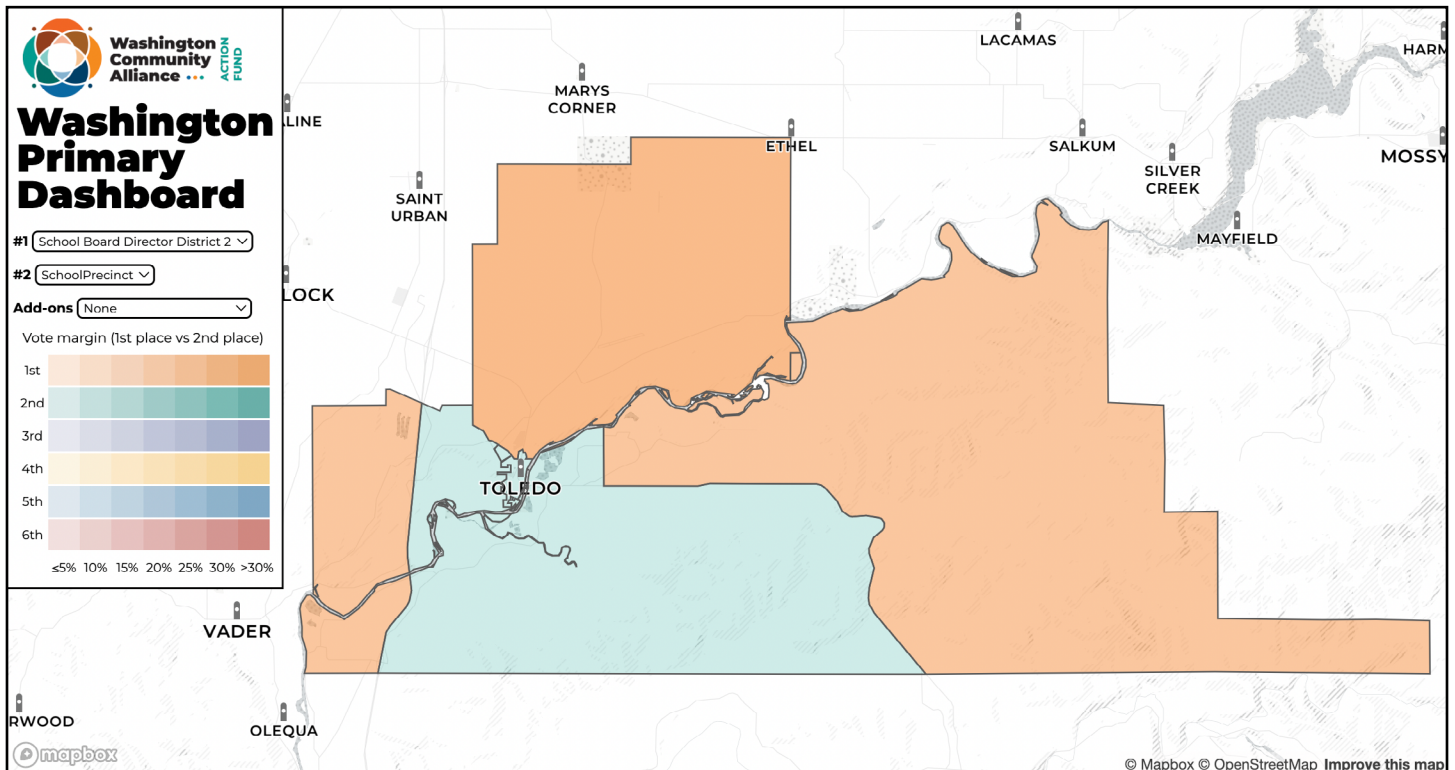 Washington
Community
Alliance
ACTION
FUND
Washington
Primary
Dashboard
#1 School Board Director District 2
#2 SchoolPrecinct
Add-ons None
Vote margin (1st place vs 2nd place)
1st
2nd
3rd
4th
5th
6th
≤5% 10% 15% 20% 25% 30% >30%
LACAMAS
HARM
MARYS
CORNER
ALINE
ETHEL
SALKUM
MOSSY
SILVER
CREEK
SAINT
URBAN
MAYFIELD
LOCK
TOLEDO
VADER
RWOOD
OLEQUA
mapbox
© Mapbox © OpenStreetMap Improve this map